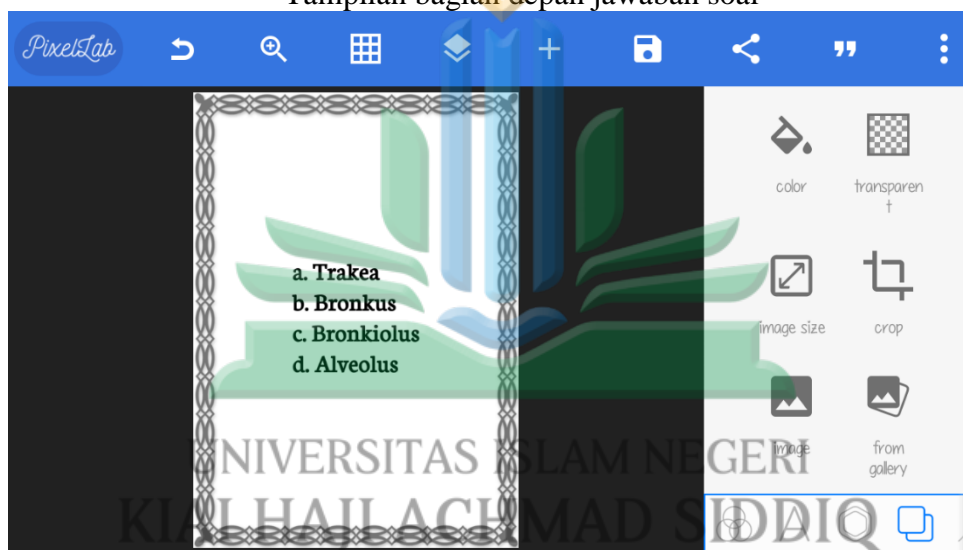 Tampilan bagian depan jawaban soal
PixelLab
color
transparen
t
a. Trakea
b. Bronkus
c. Bronkiolus
d. Alveolus
image size
crop
image
from
gallery
UNIVERSITAS ISLAM NEGERI
KIAI HAJI ACHMAD SIDDIQ